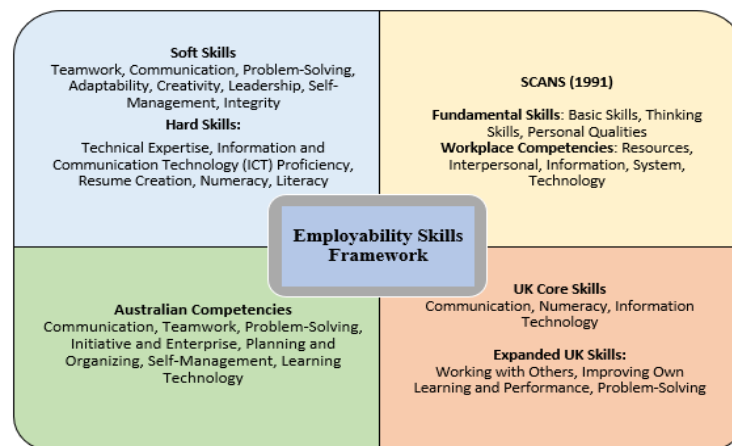 Soft Skills
Teamwork, Communication, Problem-Solving,
Adaptability, Creativity, Leadership, Self-
Management, Integrity
Hard Skills:
Technical Expertise, Information and
Communication Technology (ICT) Proficiency,
Resume Creation, Numeracy, Literacy
SCANS (1991)
Fundamental Skills: Basic Skills, Thinking
Skills, Personal Qualities
Workplace Competencies: Resources,
Interpersonal, Information, System,
Technology
Employability Skills
Framework
Australian Competencies
Communication, Teamwork, Problem-Solving,
Initiative and Enterprise, Planning and
Organizing, Self-Management, Learning
Technology
UK Core Skills
Communication, Numeracy, Information
Technology
Expanded UK Skills:
Working with Others, Improving Own
Learning and Performance, Problem-Solving